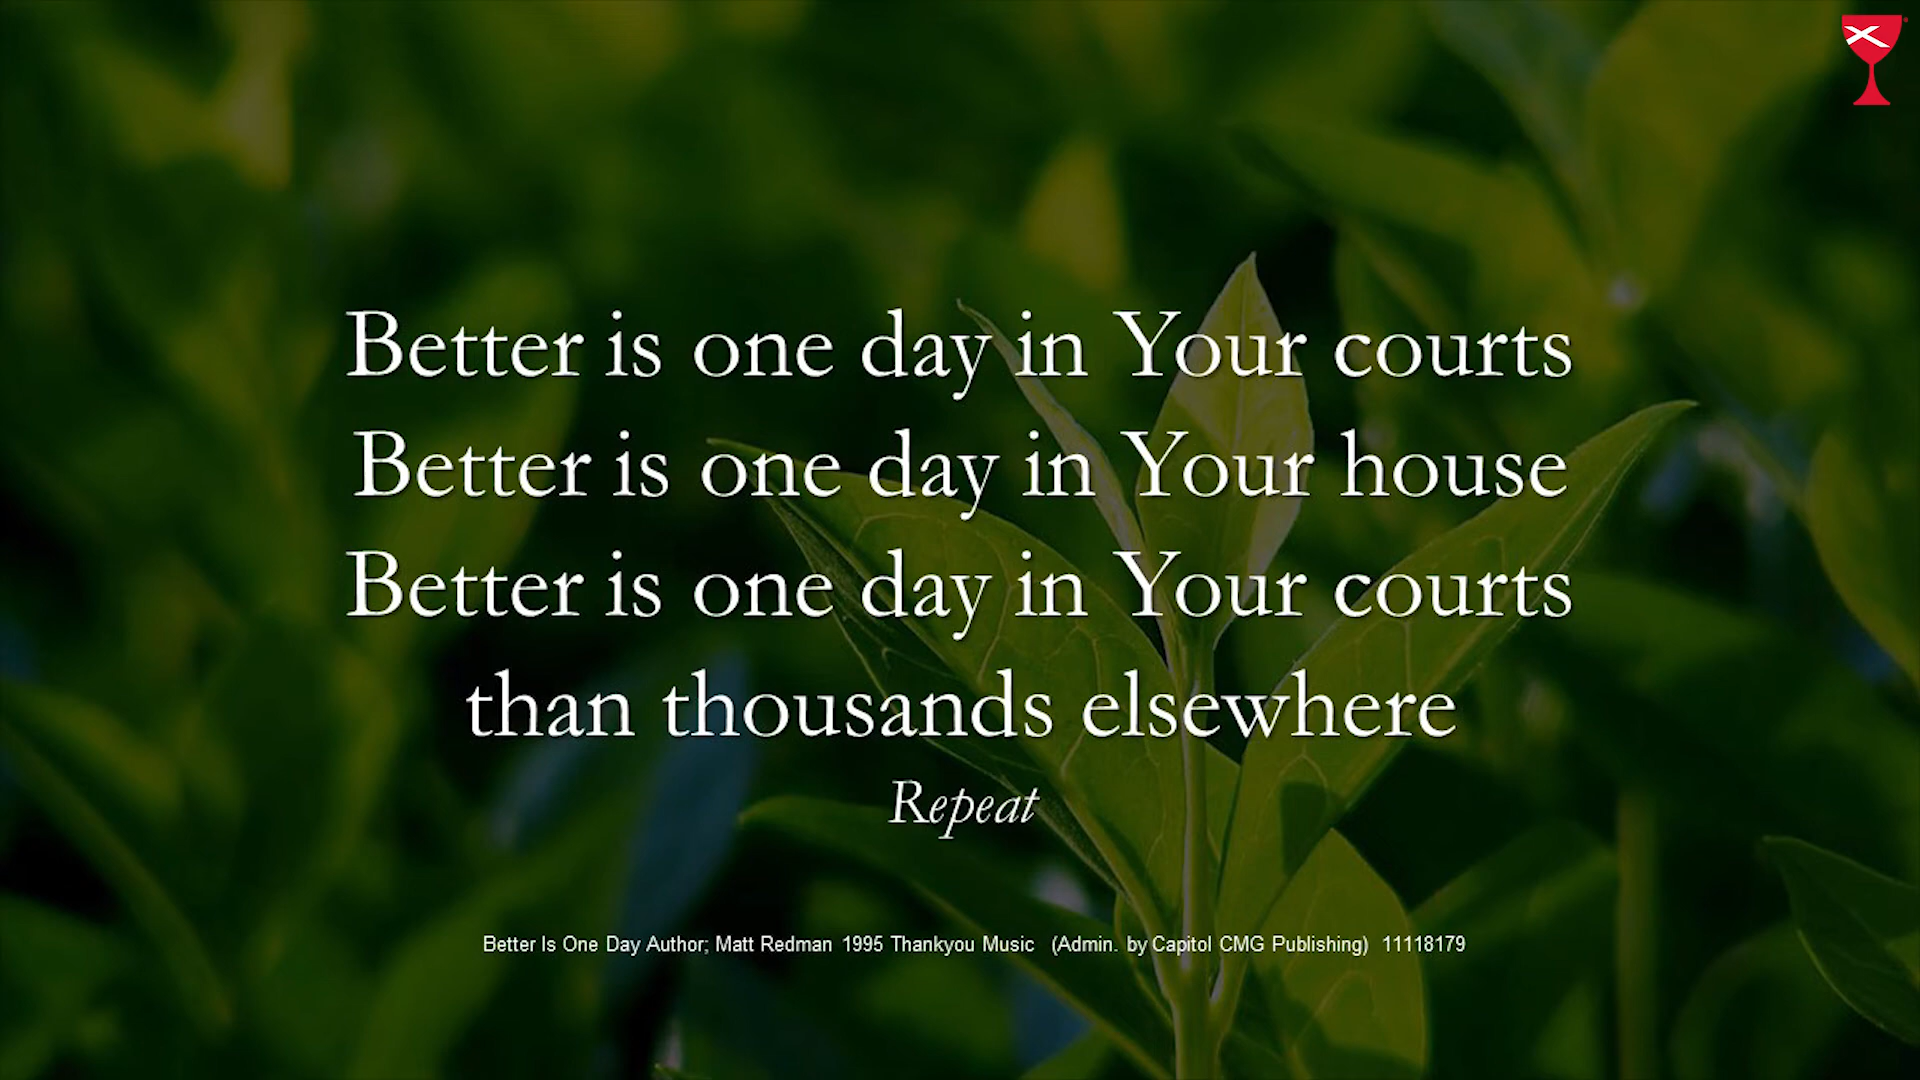 Better is one day in Your courts
Better is one day in Your house
Better is one day in Your courts
than thousands elsewhere
Repeat
Better Is One Day Author; Matt Redman 1995 Thankyou Music (Admin. by Capitol CMG Publishing) 11118179